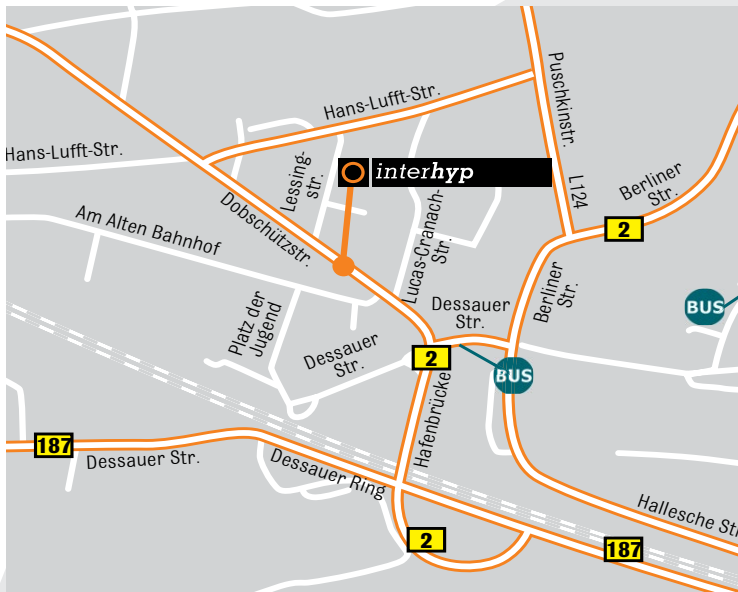 Puschkinstr.
Hans-Lufft-Str.
Hans-Lufft-Str.
Lessing-
str.
interhyp
L124
Berliner
Str.
2
Am Alten Bahnhof
Dobschützstr.
Lucas-Cranach-
Str.
Berliner
Str.
Dessauer
Str.
BUS
Platz der
Jugend
Dessauer
Str.
2
BUS
Hafenbrücke
187
Dessauer Str.
Dessauer Ring
Hallesche Str
2
187